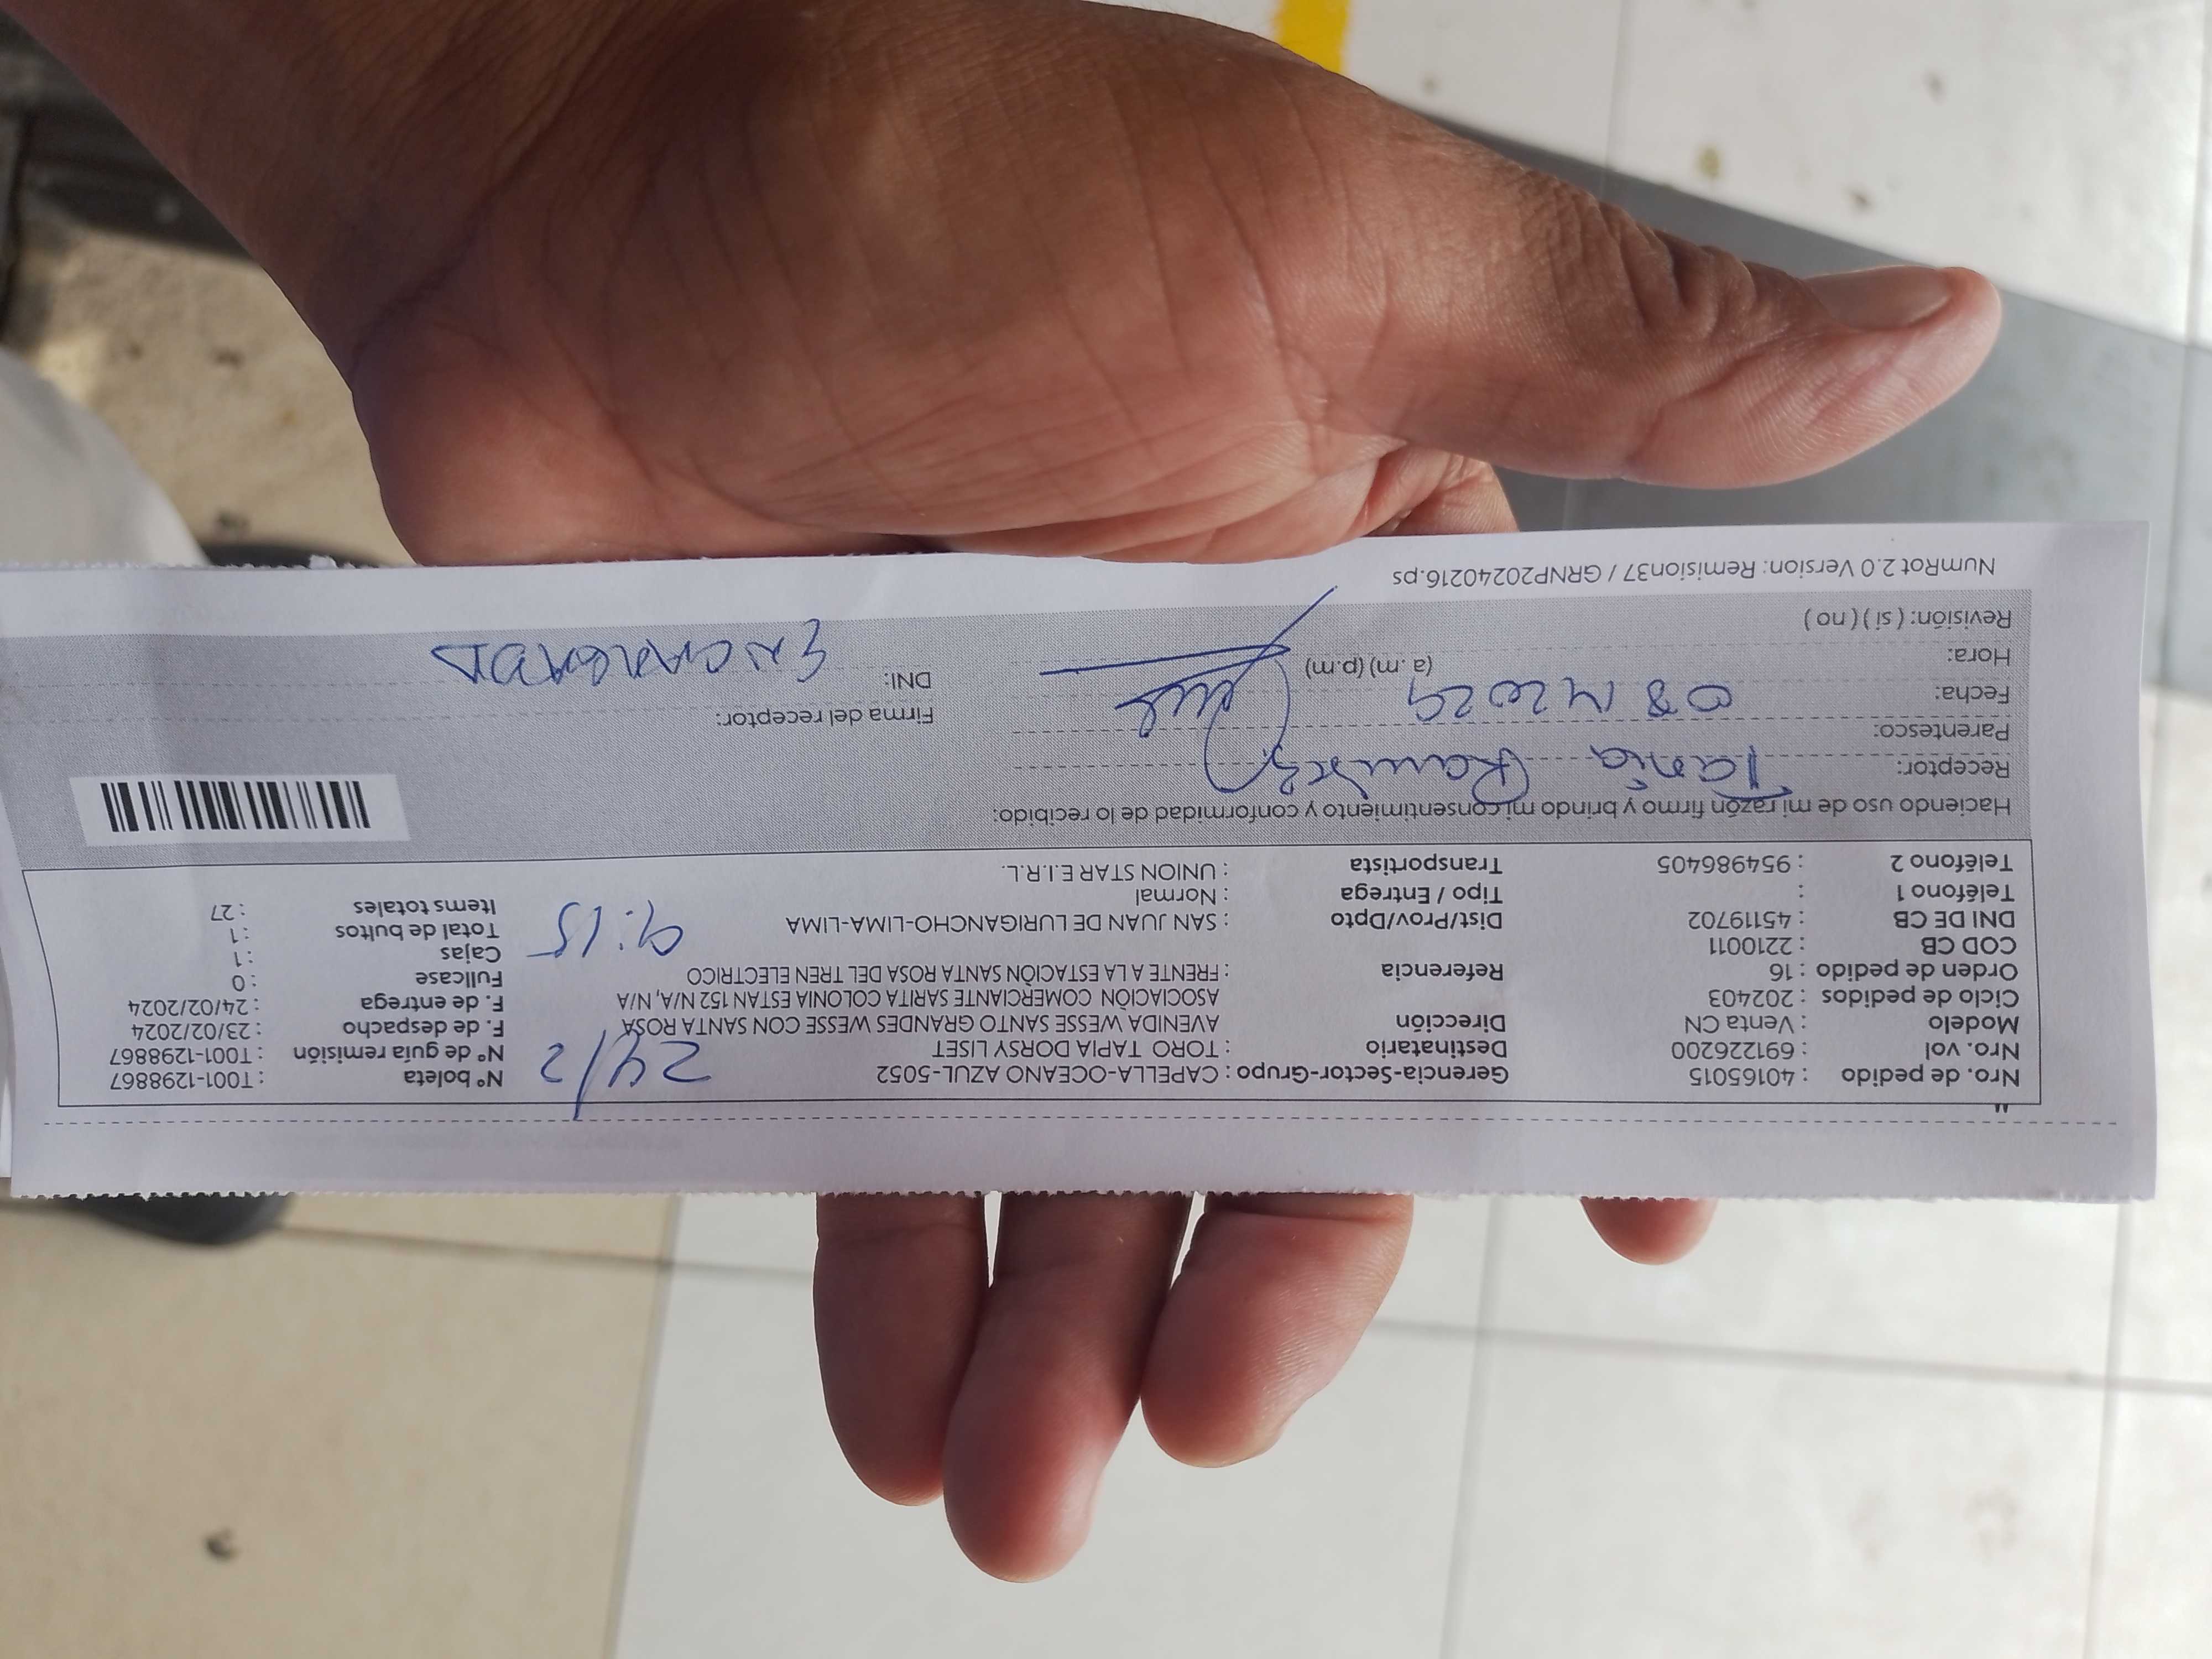 Nro. de pedido : 40165015 Gerencia-Sector-Grupo : CAPELLA-OCEANO AZUL-5052 N° boleta : T001-1298867
Nro. vol : 691226200 Destinatario : TORO TAPIA DORSY LISET 24/2 N° de guía remisión : T001-1298867
Modelo : Venta CN Dirección AVENIDA WESSE SANTO GRANDES WESSE CON SANTA ROSA F. de despacho : 23/02/2024
Ciclo de pedidos : 202403 ASOCIACIÒN COMERCIANTE SARITA COLONIA ESTAN 152 N/A, N/A F. de entrega : 24/02/2024
Orden de pedido : 16 Referencia : FRENTE A LA ESTACIÒN SANTA ROSA DEL TREN ELECTRICO Fullcase : 0
COD CB : 2210011 Cajas : 1
DNI DE CB : 45119702 Dist/Prov/Dpto : SAN JUAN DE LURIGANCHO-LIMA-LIMA 9:15 Total de bultos : 1
Teléfono 1 : Tipo / Entrega : Normal Items totales : 27
Teléfono 2 : 954986405 Transportista : UNION STAR E.I.R.L.
Haciendo uso de mi razón firmo y brindo mi consentimiento y conformidad de lo recibido:
Receptor: Tania Ramirez
Parentesco: Firma del receptor:
Fecha: DNI: ENCARGADA
Hora: (a .m) (p.m)
Revisión: ( si ) ( no )
NumRot 2.0 Version: Remision37 / GRNP20240216.ps